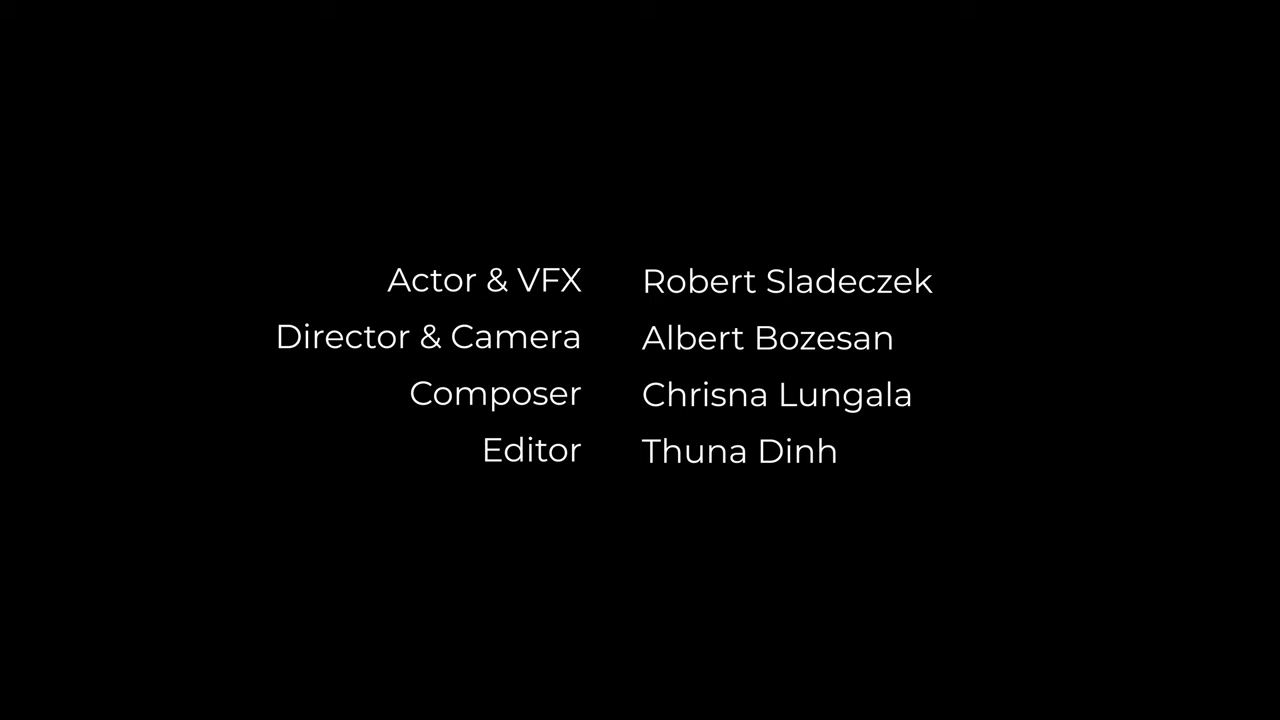 Actor & VFX Robert Sladeczek
Director & Camera Albert Bozesan
Composer Chrisna Lungala
Editor Thuna Dinh